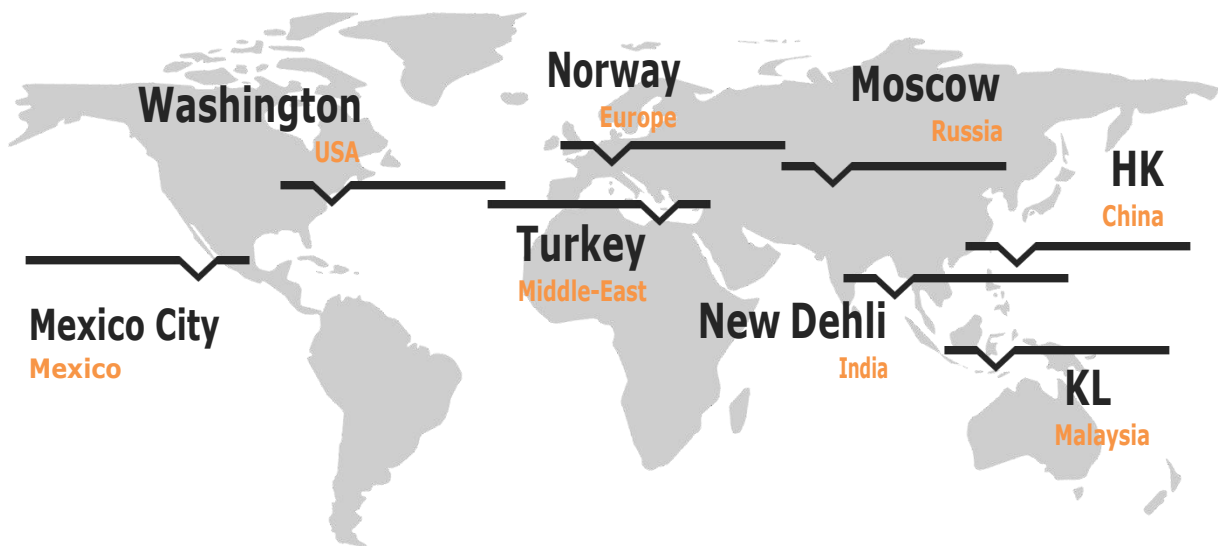 Washington
USA
Norway
Europe
Moscow
Russia
HK
China
Turkey
Middle-East
Mexico City
Mexico
New Dehli
India
KL
Malaysia